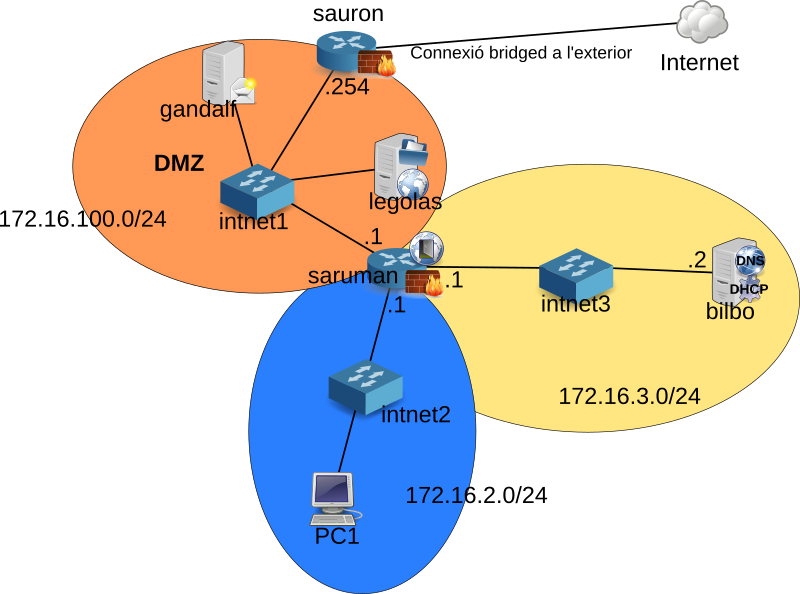 sauron
Connexió bridged a l'exterior
Internet
.254
gandalf
DMZ
legolas
172.16.100.0/24
intnet1
.1
saruman
.1
.1
intnet3
.2
DNS
DHCP
bilbo
172.16.3.0/24
intnet2
172.16.2.0/24
PC1